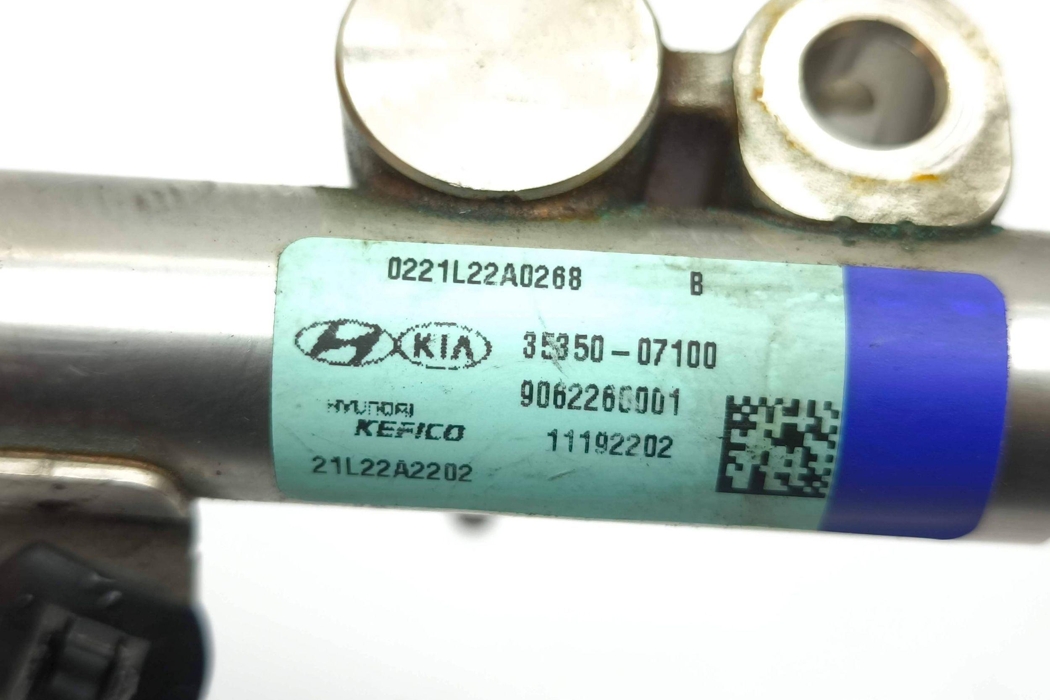 0221L22A0268 B
KIA 35350-07100
9062260001
HYUNDAI
KEFICO 11192202
21L22A2202